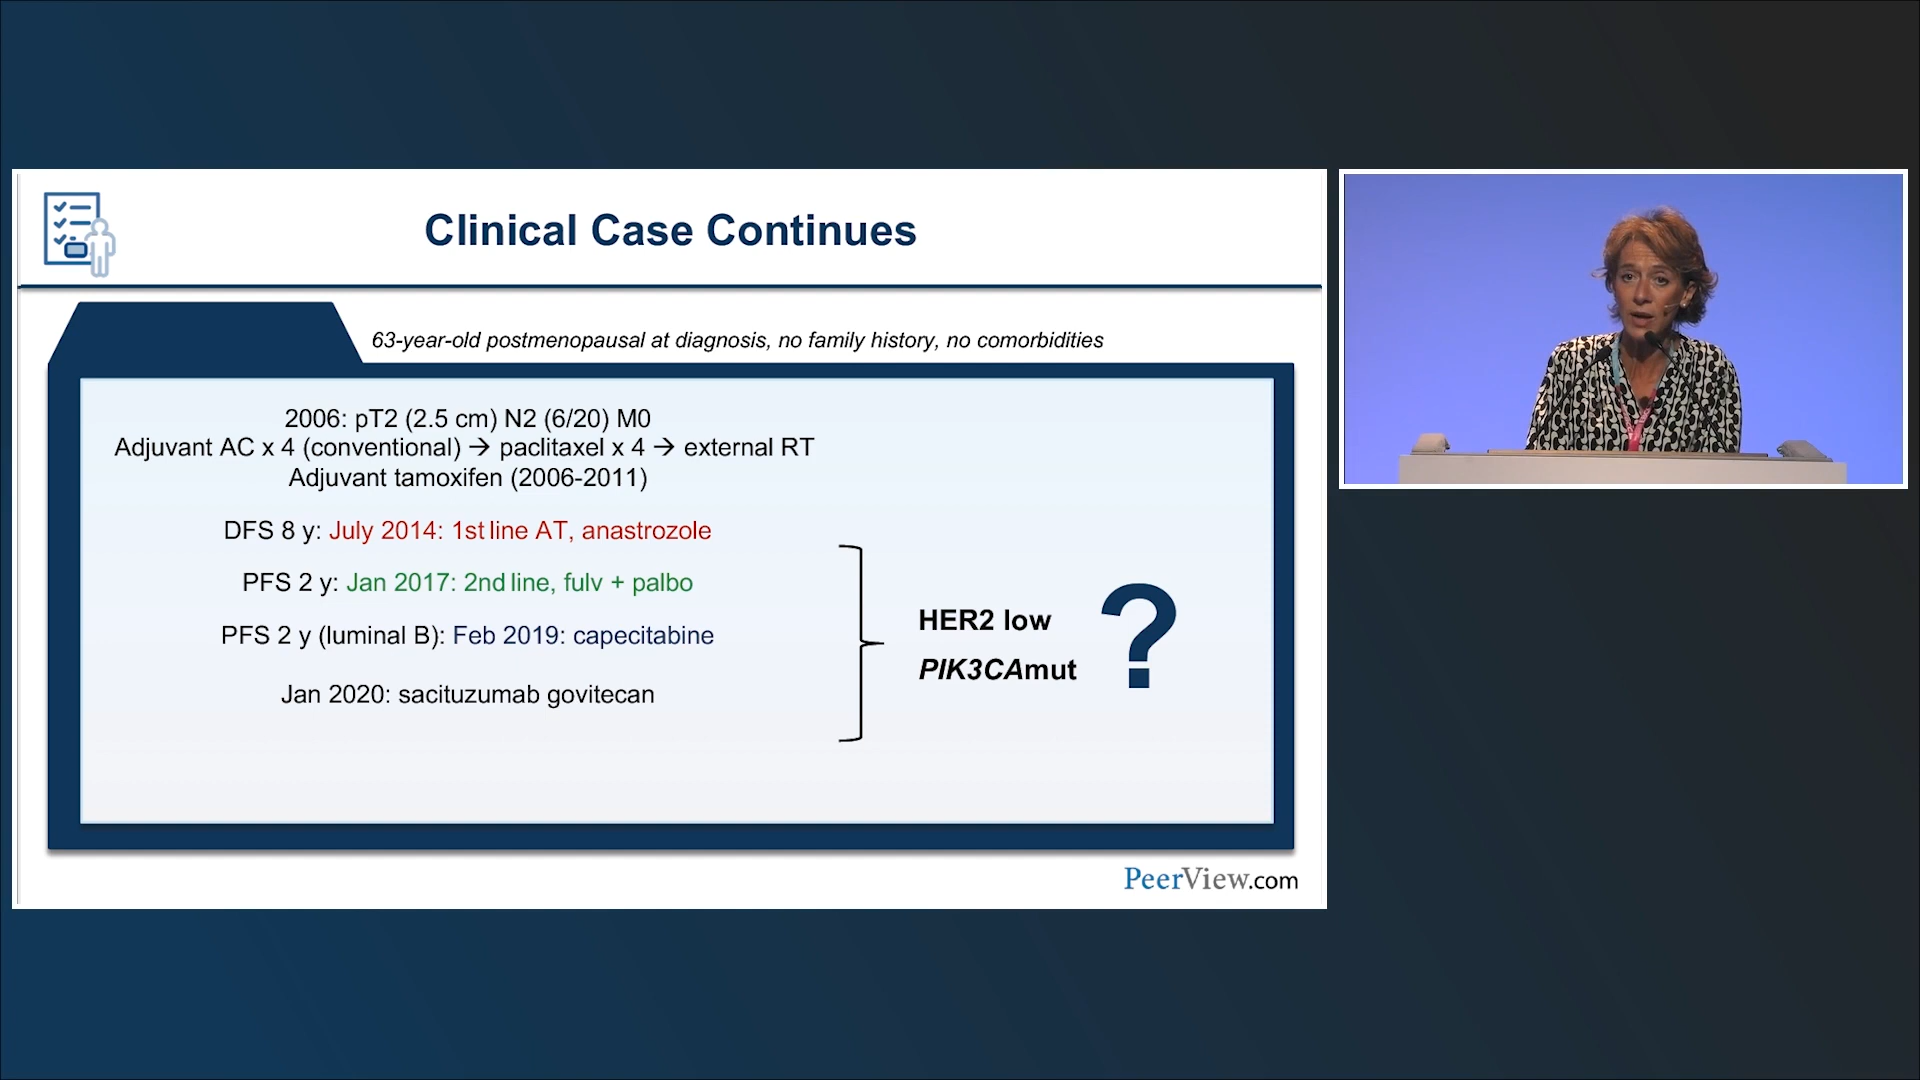 Clinical Case Continues
63-year-old postmenopausal at diagnosis, no family history, no comorbidities
2006: pT2 (2.5 cm) N2 (6/20) M0
Adjuvant AC x 4 (conventional) → paclitaxel x 4 → external RT
Adjuvant tamoxifen (2006-2011)
DFS 8 y: July 2014: 1st line AT, anastrozole
PFS 2 y: Jan 2017: 2nd line, fulv + palbo
PFS 2 y (luminal B): Feb 2019: capecitabine
Jan 2020: sacituzumab govitecan
HER2 low
PIK3CAmut
?
PeerView.com